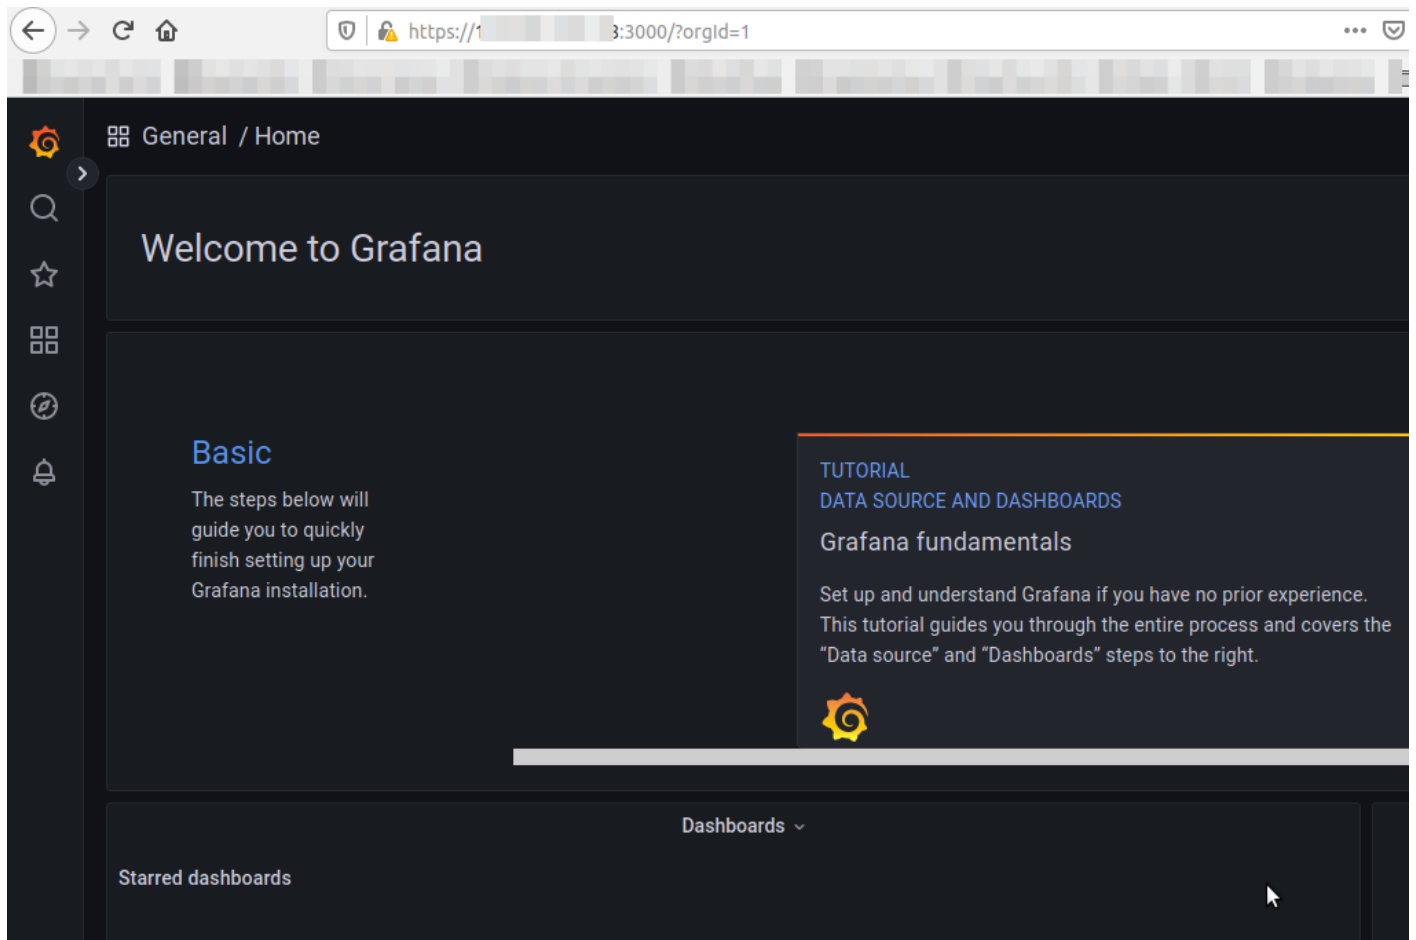 https://1
:3000/?orgId=1
General / Home
Welcome to Grafana
Basic
The steps below will
guide you to quickly
finish setting up your
Grafana installation.
TUTORIAL
DATA SOURCE AND DASHBOARDS
Grafana fundamentals
Set up and understand Grafana if you have no prior experience.
This tutorial guides you through the entire process and covers the
“Data source” and “Dashboards” steps to the right.
Dashboards
Starred dashboards